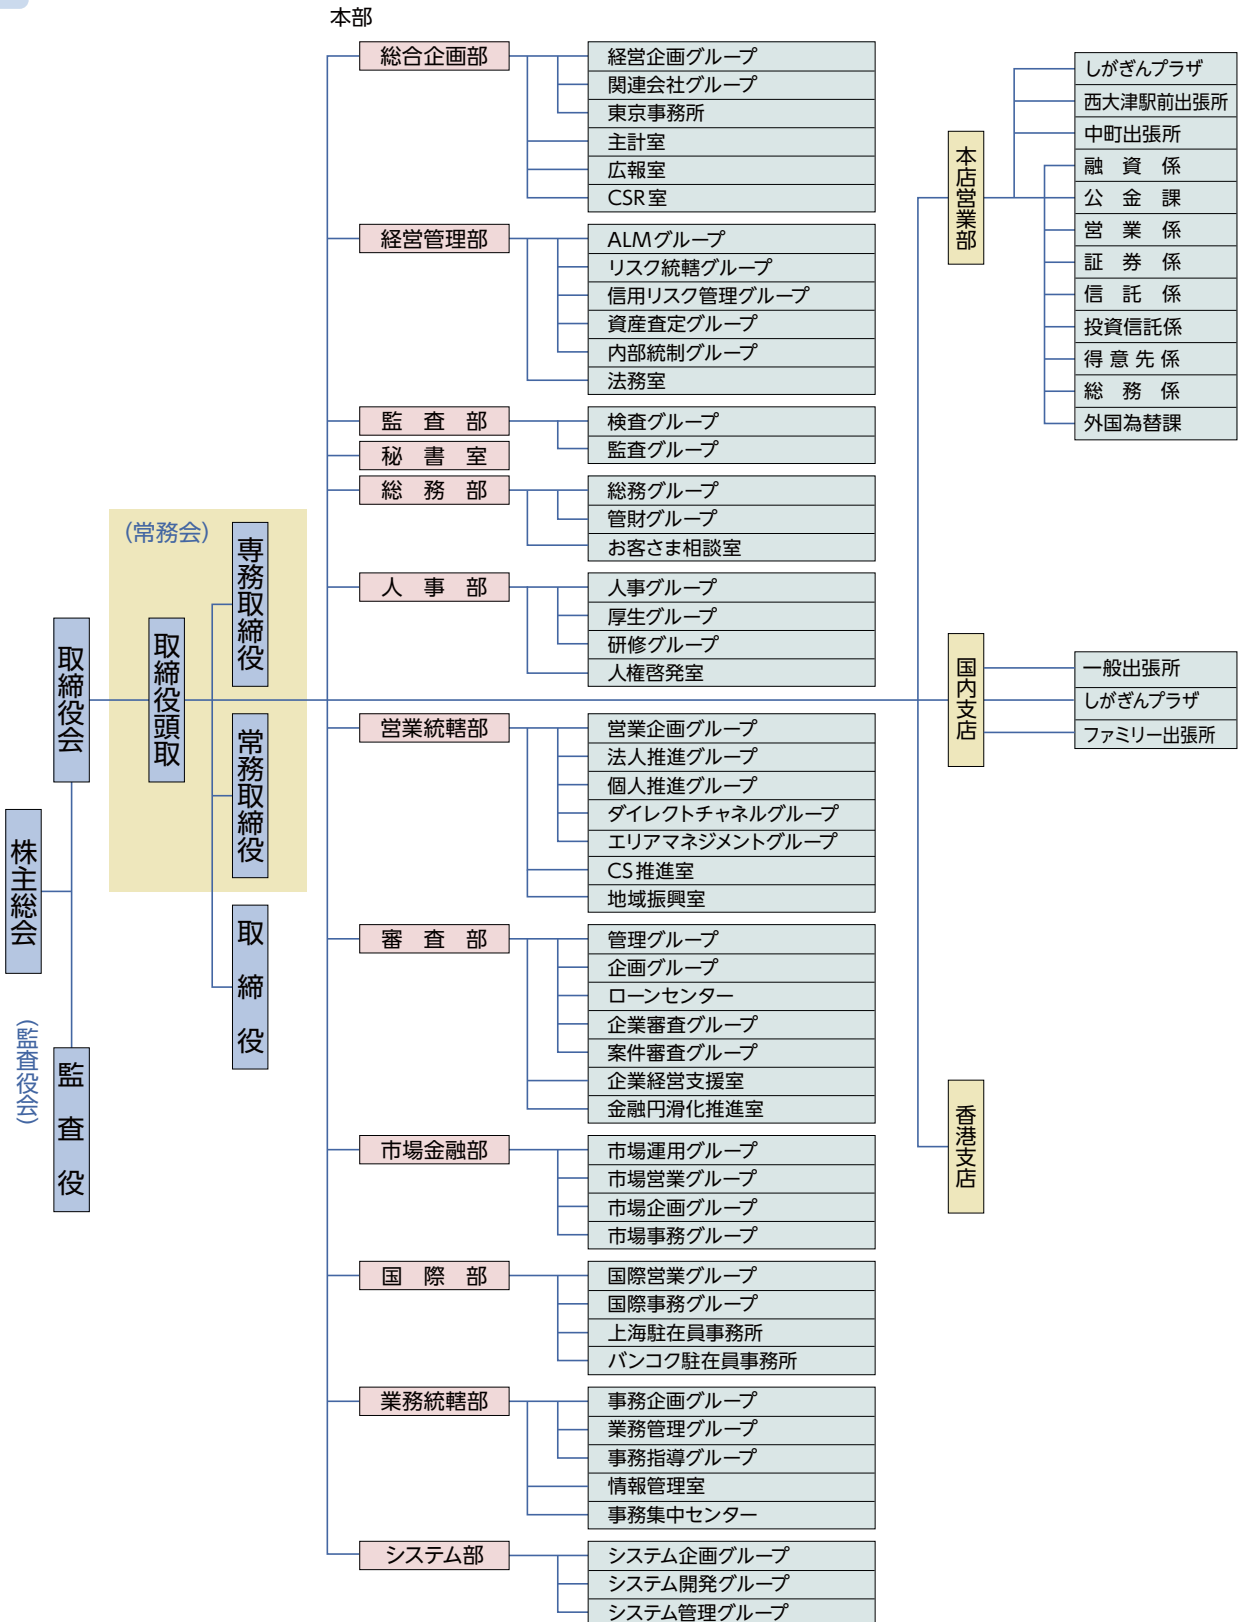 本部
総合企画部
経営企画グループ
関連会社グループ
東京事務所
主計室
広報室
CSR室
経営管理部
ALMグループ
リスク統轄グループ
信用リスク管理グループ
資産査定グループ
内部統制グループ
法務室
監査部
検査グループ
監査グループ
秘書室
総務部
総務グループ
管財グループ
お客さま相談室
人事部
人事グループ
厚生グループ
研修グループ
人権啓発室
営業統轄部
営業企画グループ
法人推進グループ
個人推進グループ
ダイレクトチャネルグループ
エリアマネジメントグループ
CS推進室
地域振興室
審査部
管理グループ
企画グループ
ローンセンター
企業審査グループ
案件審査グループ
企業経営支援室
金融円滑化推進室
市場金融部
市場運用グループ
市場営業グループ
市場企画グループ
市場事務グループ
国際部
国際営業グループ
国際事務グループ
上海駐在員事務所
バンコク駐在員事務所
業務統轄部
事務企画グループ
業務管理グループ
事務指導グループ
情報管理室
事務集中センター
システム部
システム企画グループ
システム開発グループ
システム管理グループ
株主総会
取締役会
監査役
(監査役会)
(常務会)
取締役頭取
専務取締役
常務取締役
取締役
本店営業部
しがぎんプラザ
西大津駅前出張所
中町出張所
融資係
公金課
営業係
証券係
信託係
投資信託係
得意先係
総務係
外国為替課
国内支店
一般出張所
しがぎんプラザ
ファミリー出張所
香港支店